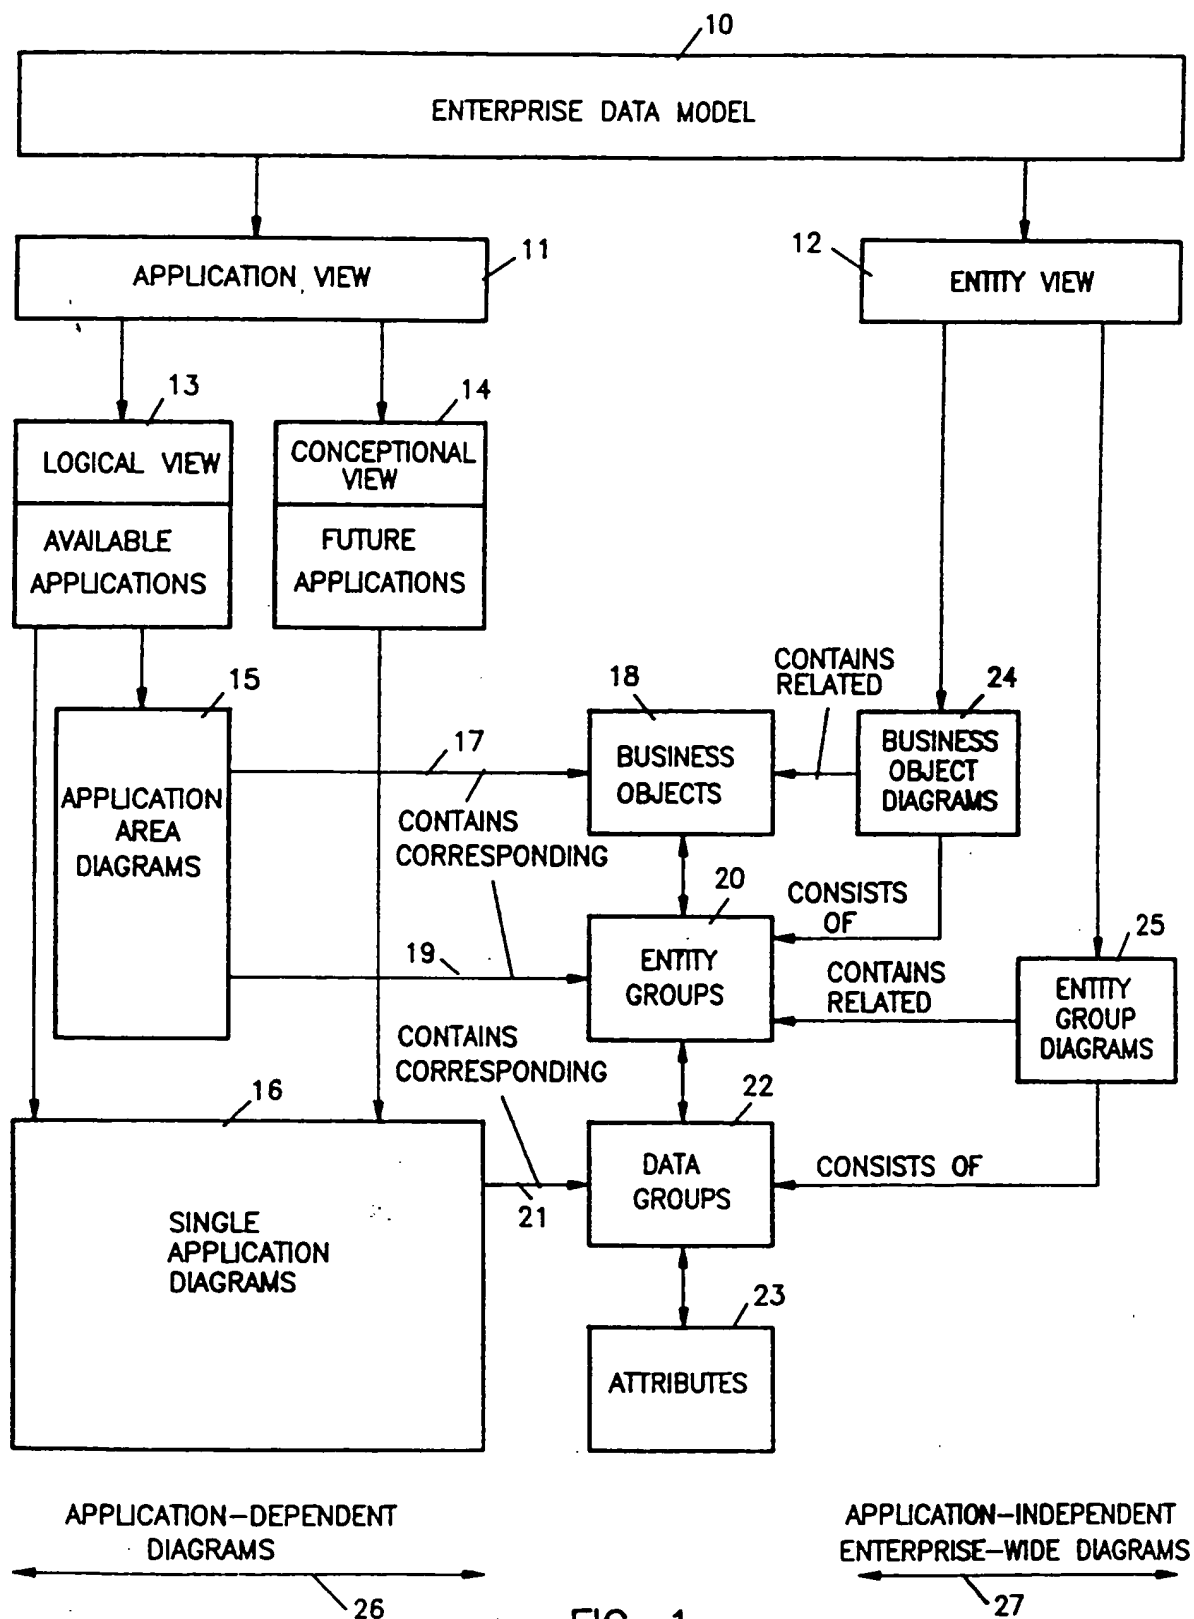 10
ENTERPRISE DATA MODEL
11
12
APPLICATION VIEW
ENTITY VIEW
13
14
LOGICAL VIEW
CONCEPTIONAL
VIEW
AVAILABLE
APPLICATIONS
FUTURE
APPLICATIONS
15
17
18
CONTAINS
RELATED
24
APPLICATION
AREA
DIAGRAMS
BUSINESS
OBJECTS
BUSINESS
OBJECT
DIAGRAMS
CONTAINS
CORRESPONDING
20
CONSISTS
OF
19
ENTITY
GROUPS
CONTAINS
RELATED
25
ENTITY
GROUP
DIAGRAMS
CONTAINS
CORRESPONDING
16
22
DATA
GROUPS
CONSISTS OF
21
SINGLE
APPLICATION
DIAGRAMS
23
ATTRIBUTES
APPLICATION-DEPENDENT
DIAGRAMS
26
APPLICATION-INDEPENDENT
ENTERPRISE-WIDE DIAGRAMS
27
FIG. 1